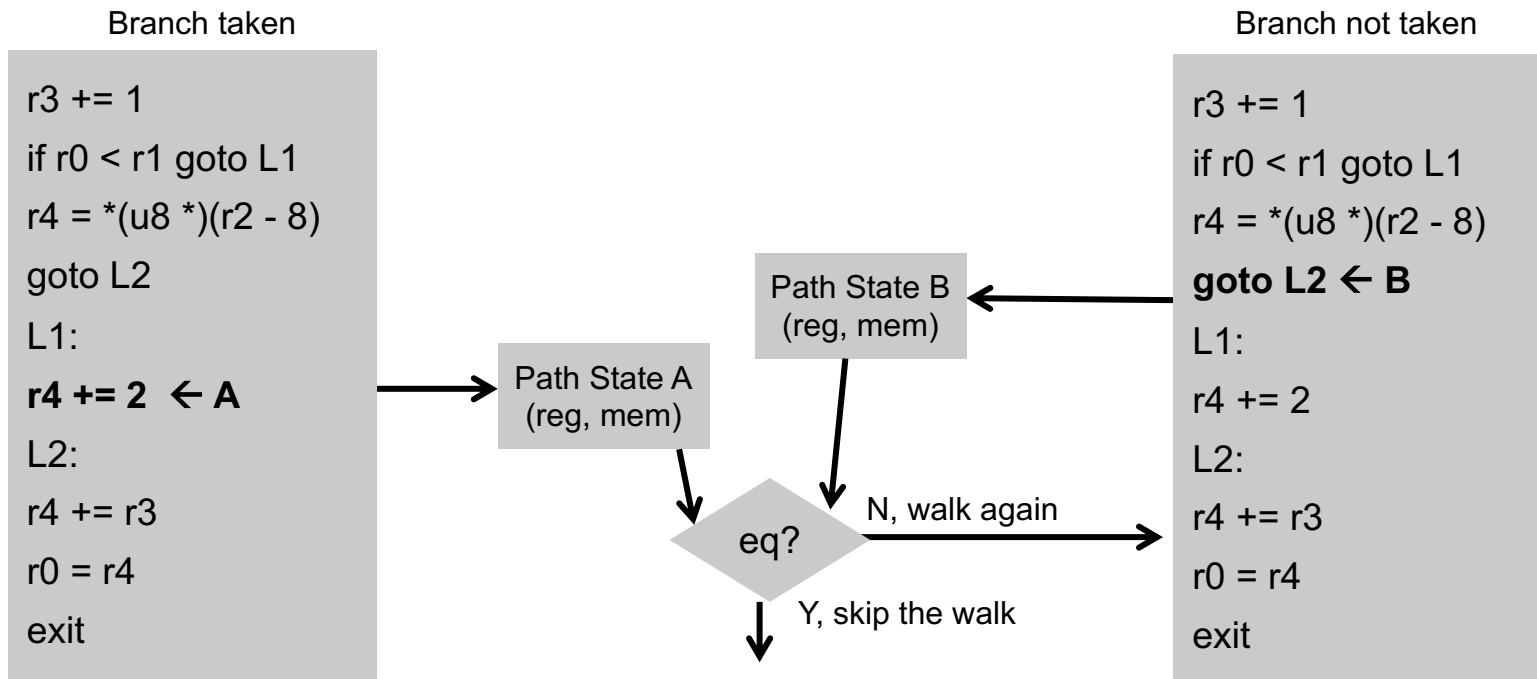 Branch taken
r3 += 1
if r0 < r1 goto L1
r4 = *(u8 *)(r2 - 8)
goto L2
L1:
r4 += 2 ← A
L2:
r4 += r3
r0 = r4
exit
Path State A
(reg, mem)
Path State B
(reg, mem)
eq?
N, walk again
Y, skip the walk
Branch not taken
r3 += 1
if r0 < r1 goto L1
r4 = *(u8 *)(r2 - 8)
goto L2 ← B
L1:
r4 += 2
L2:
r4 += r3
r0 = r4
exit